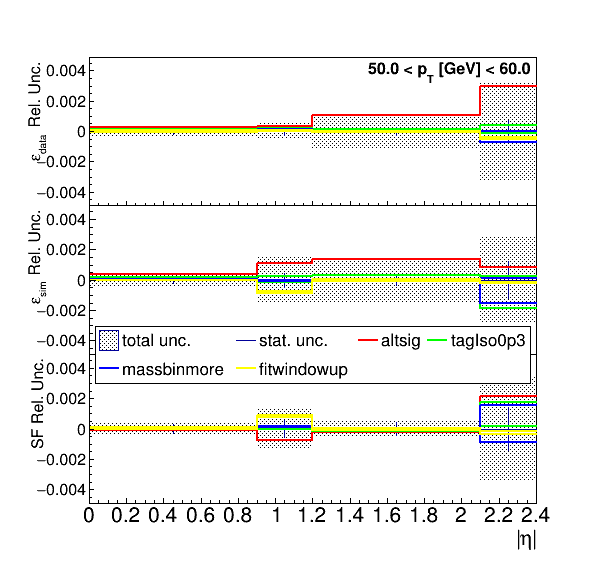 50.0 < p_T [GeV] < 60.0
ε_data Rel. Unc.
0.004
0.002
0
−0.002
−0.004
ε_sim Rel. Unc.
0.004
0.002
0
−0.002
−0.004
total unc. stat. unc. altsig tagIso0p3
massbinmore fitwindowup
SF Rel. Unc.
0.002
0
−0.002
−0.004
0 0.2 0.4 0.6 0.8 1 1.2 1.4 1.6 1.8 2 2.2 2.4
|η|